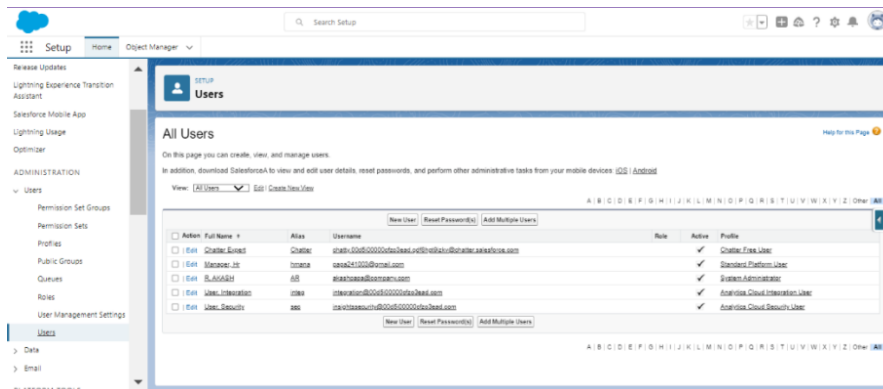 Search Setup
Setup Home Object Manager
Release Updates
Lightning Experience Transition
Assistant
Salesforce Mobile App
Lightning Usage
Optimizer
ADMINISTRATION
Users
Permission Set Groups
Permission Sets
Profiles
Public Groups
Queues
Roles
User Management Settings
Users
Data
Email
SETUP
Users
All Users
Help for this Page
On this page you can create, view, and manage users.
In addition, download SalesforceA to view and edit user details, reset passwords, and perform other administrative tasks from your mobile devices: iOS | Android
View: All Users Edit | Create New View
A | B | C | D | E | F | G | H | I | J | K | L | M | N | O | P | Q | R | S | T | U | V | W | X | Y | Z | Other | All
New User Reset Password(s) Add Multiple Users
Action Full Name ↑ Alias Username Role Active Profile
Edit Chatter Expert Chatter Chatter Free User
Edit Manager, Hr hmana papa241003@gmail.com Standard Platform User
Edit R, AKASH AR akashpapa@company.com System Administrator
Edit User, Integration integ Analytics Cloud Integration User
Edit User, Security sec Analytics Cloud Security User
New User Reset Password(s) Add Multiple Users
A | B | C | D | E | F | G | H | I | J | K | L | M | N | O | P | Q | R | S | T | U | V | W | X | Y | Z | Other | All